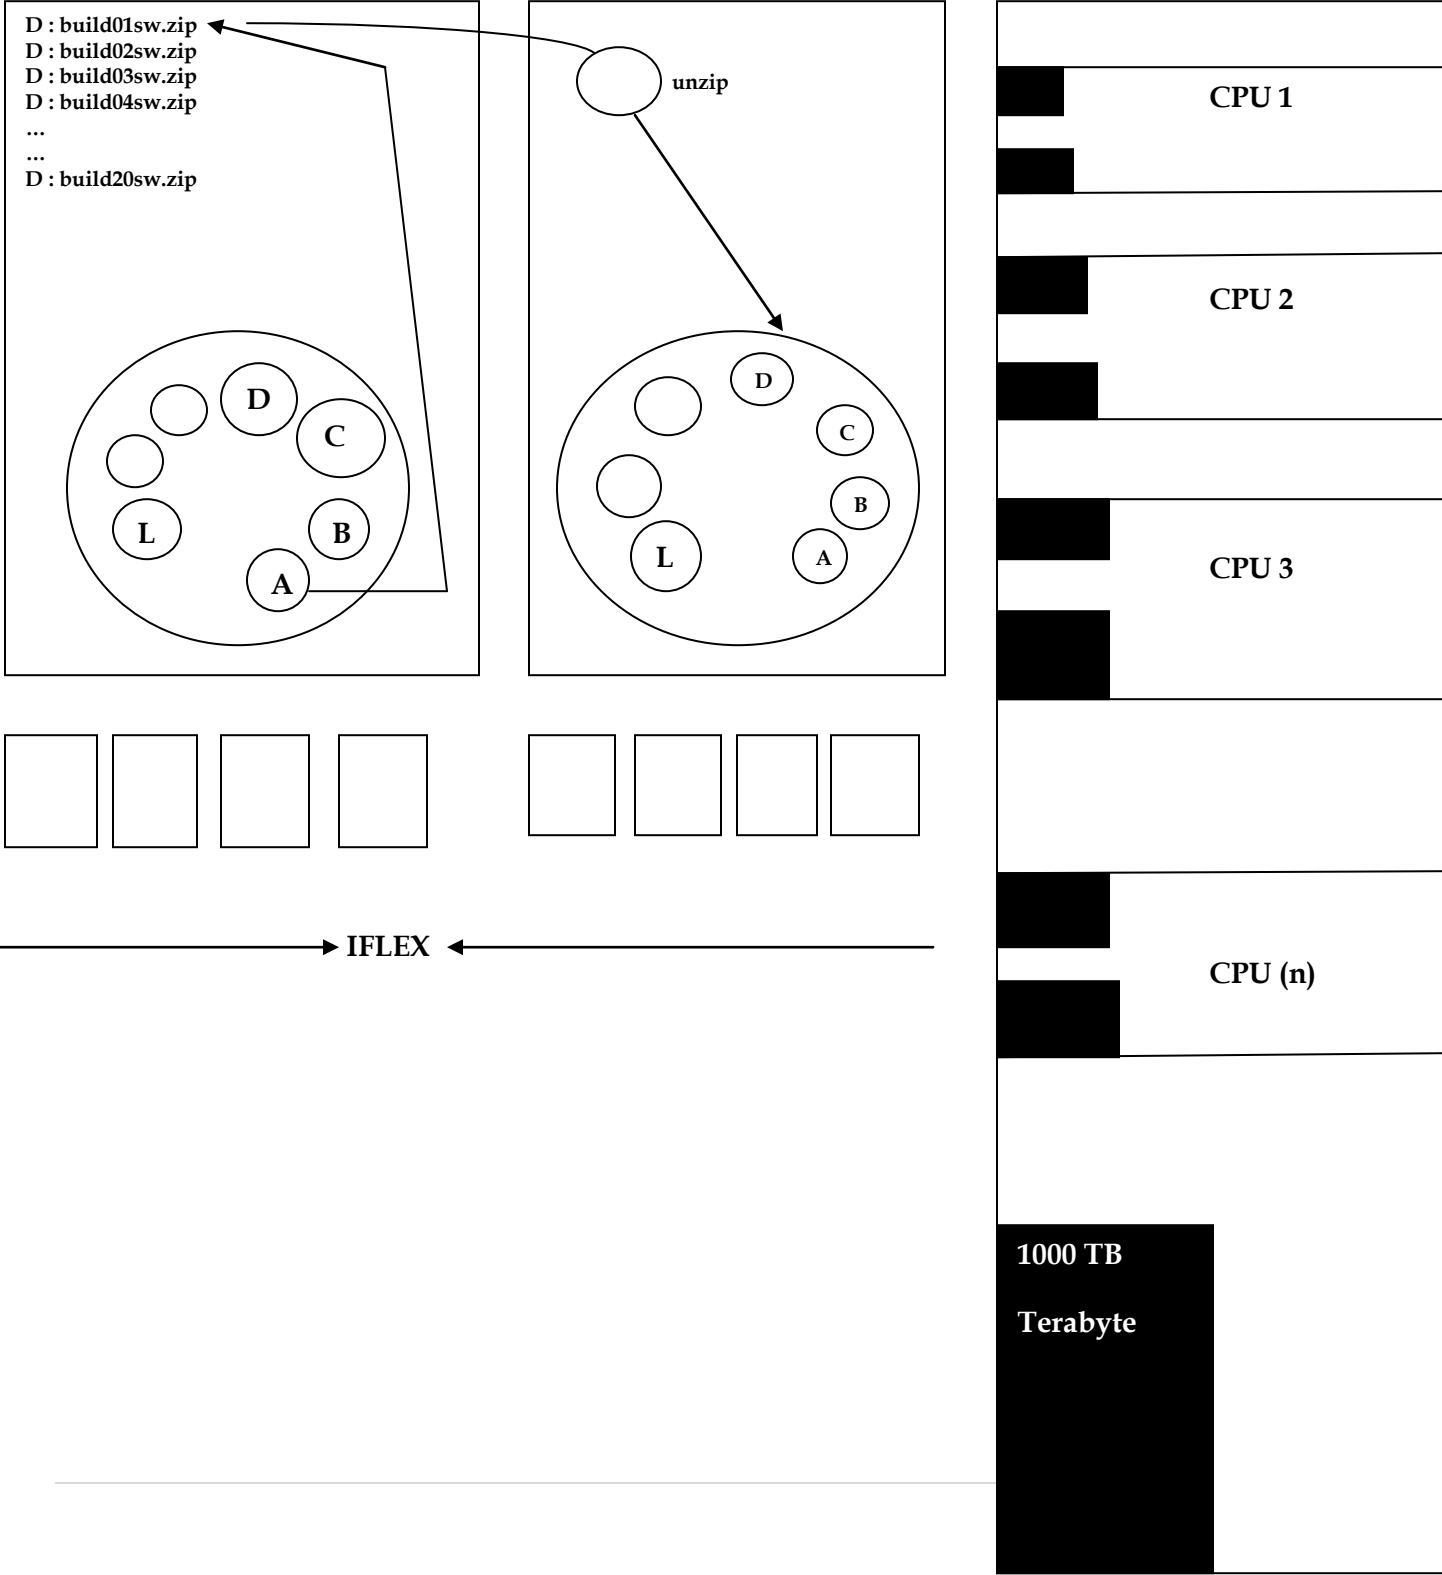 D : build01sw.zip
D : build02sw.zip
D : build03sw.zip
D : build04sw.zip
...
...
D : build20sw.zip
D
C
L
B
A
unzip
D
C
B
L
A
IFLEX
CPU 1
CPU 2
CPU 3
CPU (n)
1000 TB
Terabyte